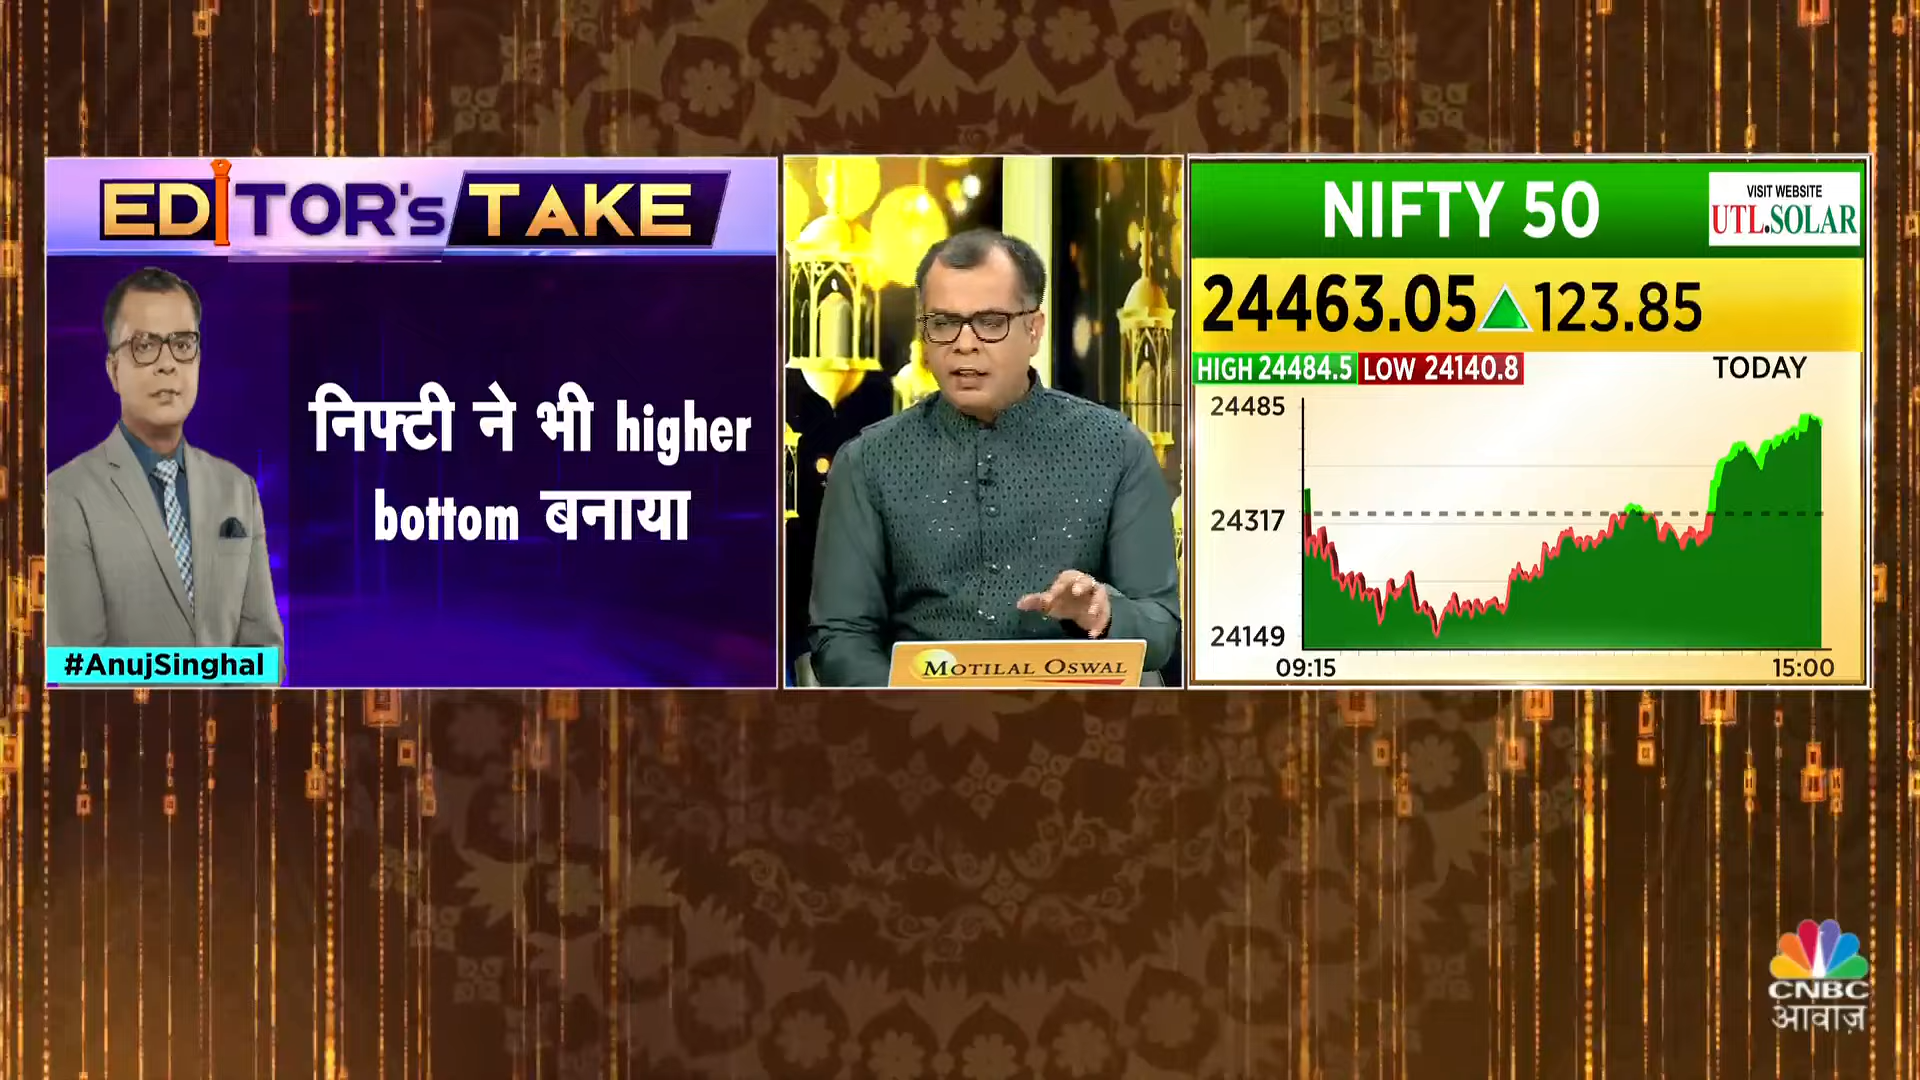 EDITOR's TAKE
निफ्टी ने भी higher
bottom बनाया
#AnujSinghal
MOTILAL OSWAL
NIFTY 50
VISIT WEBSITE
UTL.SOLAR
24463.05 ▲ 123.85
HIGH 24484.5 LOW 24140.8
TODAY
24485
24317
24149
09:15 15:00
CNBC
आवाज़